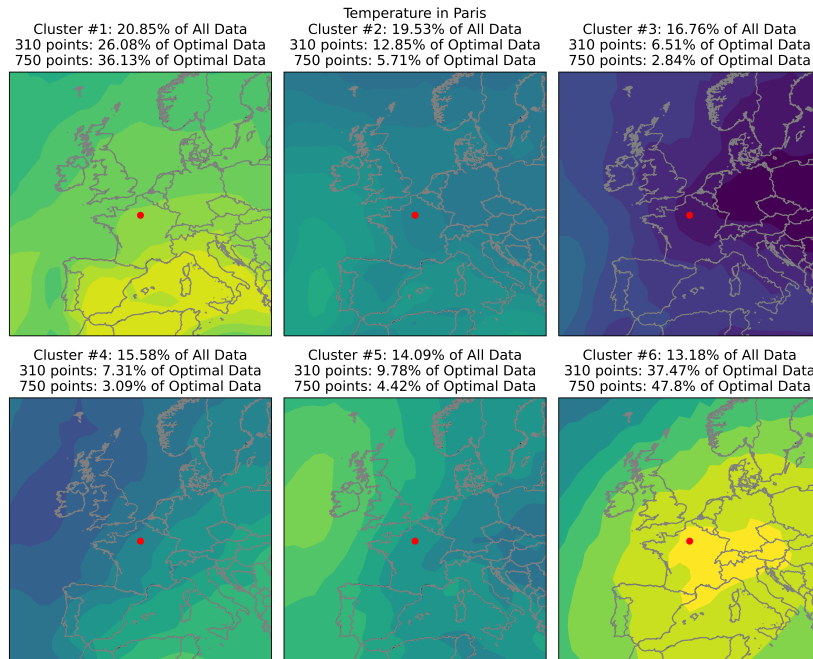 Temperature in Paris
Cluster #1: 20.85% of All Data
310 points: 26.08% of Optimal Data
750 points: 36.13% of Optimal Data
Cluster #2: 19.53% of All Data
310 points: 12.85% of Optimal Data
750 points: 5.71% of Optimal Data
Cluster #3: 16.76% of All Data
310 points: 6.51% of Optimal Data
750 points: 2.84% of Optimal Data
Cluster #4: 15.58% of All Data
310 points: 7.31% of Optimal Data
750 points: 3.09% of Optimal Data
Cluster #5: 14.09% of All Data
310 points: 9.78% of Optimal Data
750 points: 4.42% of Optimal Data
Cluster #6: 13.18% of All Data
310 points: 37.47% of Optimal Data
750 points: 47.8% of Optimal Data